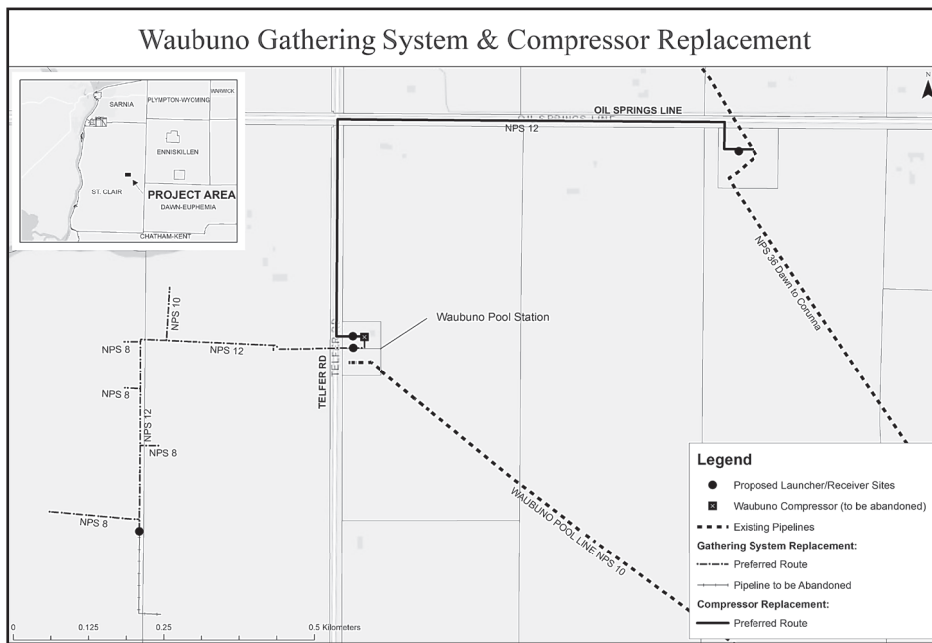 Waubuno Gathering System & Compressor Replacement
WARWICK
SARNIA
PLYMPTON-WYOMING
ENNISKILLEN
ST. CLAIR
PROJECT AREA
DAWN-EUPHEMIA
CHATHAM-KENT
N
OIL SPRINGS LINE
OIL SPRINGS LINE
NPS 12
NPS 36 Dawn to Corunna
Waubuno Pool Station
NPS 10
NPS 8
NPS 12
TELFER RD
TELFER RD
NPS 8
NPS 12
NPS 8
NPS 8
WAUBUNO POOL LINE NPS 10
Legend
Proposed Launcher/Receiver Sites
Waubuno Compressor (to be abandoned)
Existing Pipelines
Gathering System Replacement:
Preferred Route
Pipeline to be Abandoned
Compressor Replacement:
Preferred Route
0 0.125 0.25 0.5 Kilometers